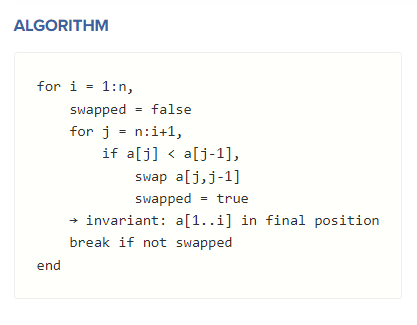 ALGORITHM
for i = 1:n,
    swapped = false
    for j = n:i+1,
        if a[j] < a[j-1],
            swap a[j,j-1]
            swapped = true
    → invariant: a[1..i] in final position
    break if not swapped
end